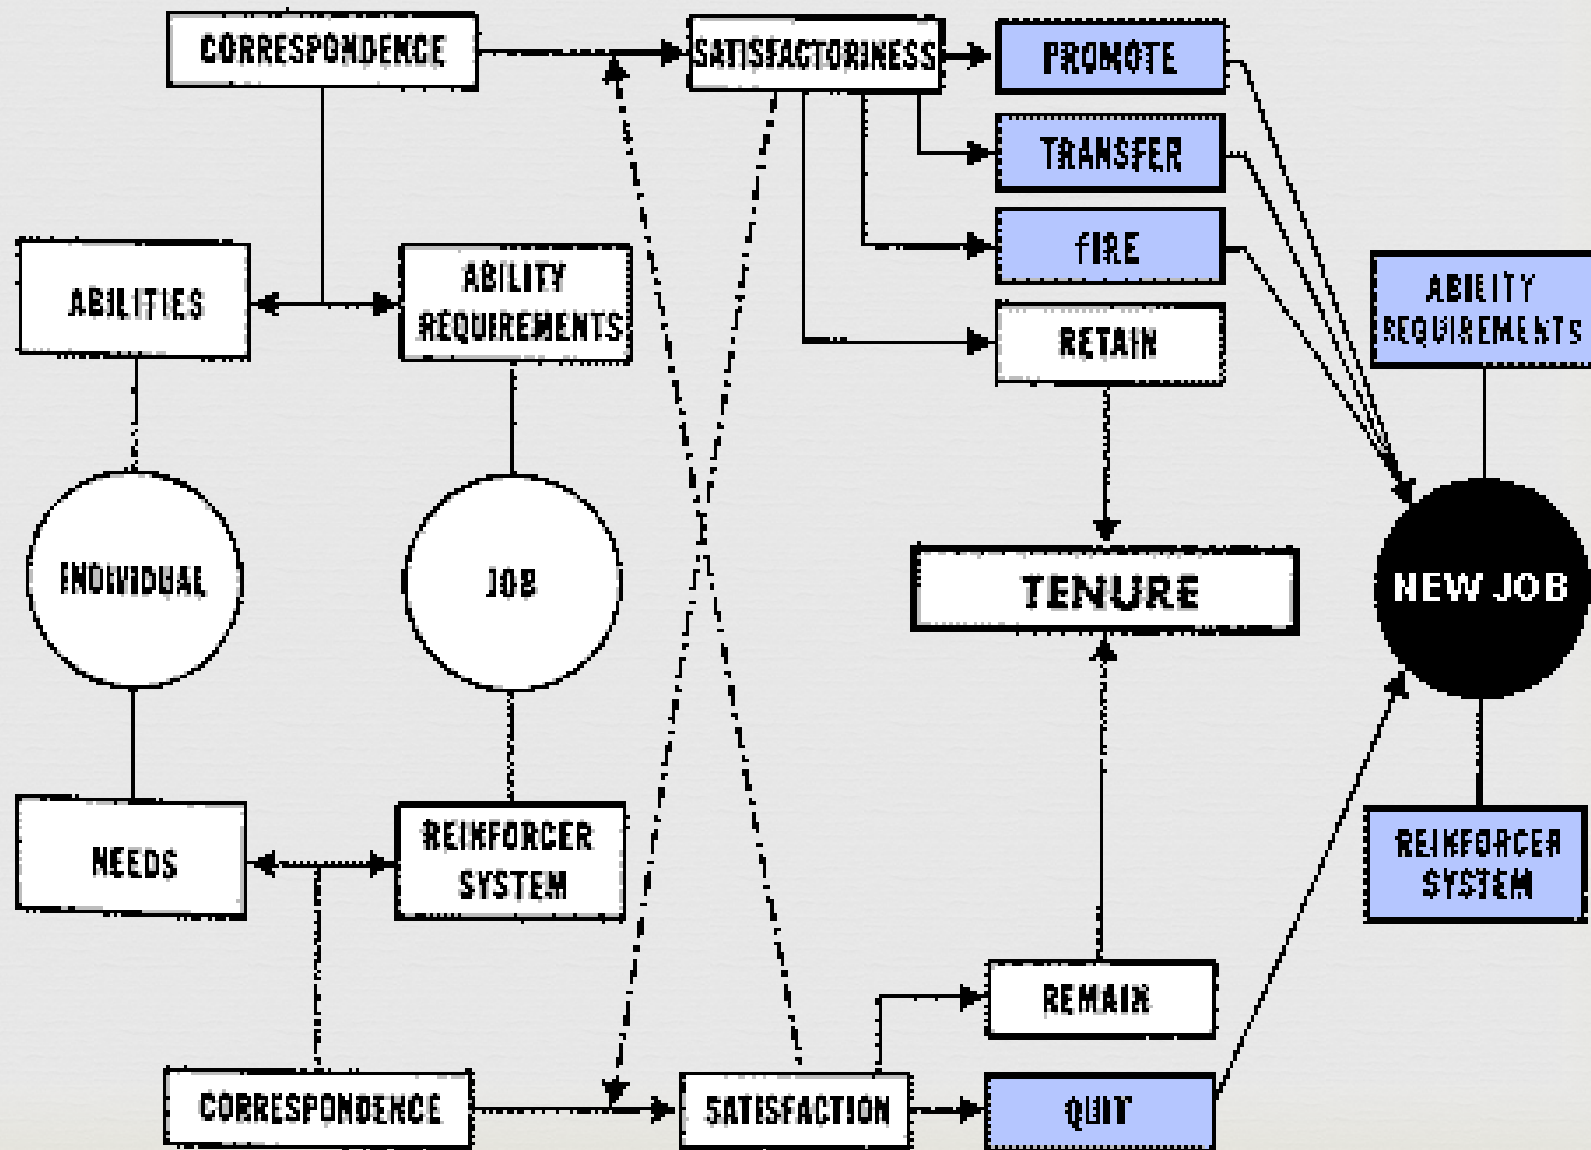 CORRESPONDENCE
SATISFACTORINESS
PROMOTE
TRANSFER
fIRE
RETAIN
ABILITIES
ABILITY
REQUIREMENTS
ABILITY
REQUIREMENTS
INDIVIDUAL
JOB
TENURE
NEW JOB
NEEDS
REINFORCER
SYSTEM
REINFORCER
SYSTEM
REMAIN
CORRESPONDENCE
SATISFACTION
QUIT